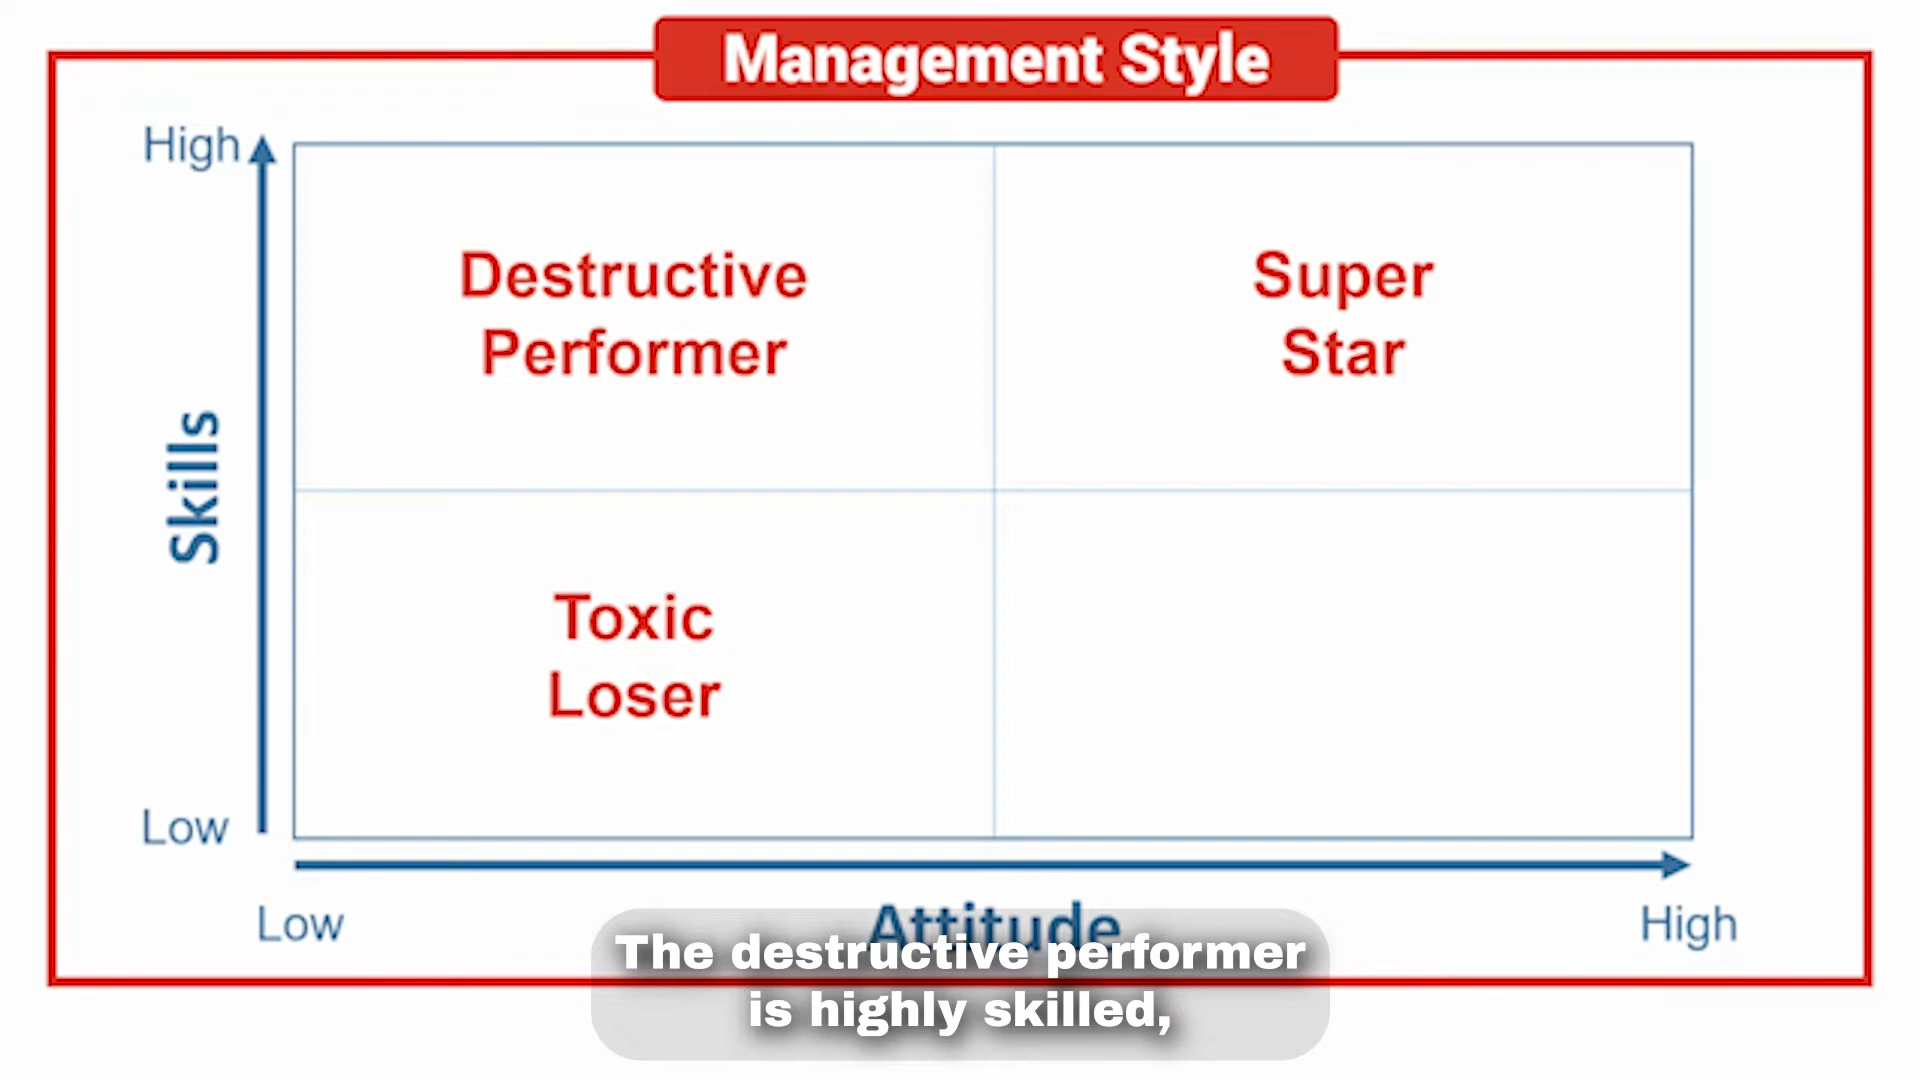 Management Style
High
Destructive
Performer
Super
Star
Skills
Toxic
Loser
Low
Low
Attitude
High
The destructive performer
is highly skilled,